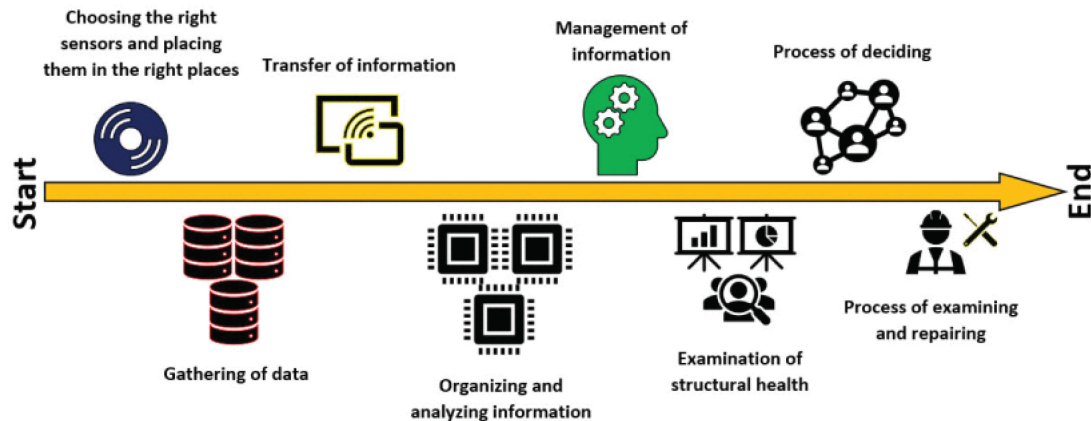 Choosing the right
sensors and placing
them in the right places
Transfer of information
Management of
information
Process of deciding
Start
End
Gathering of data
Organizing and
analyzing information
Examination of
structural health
Process of examining
and repairing